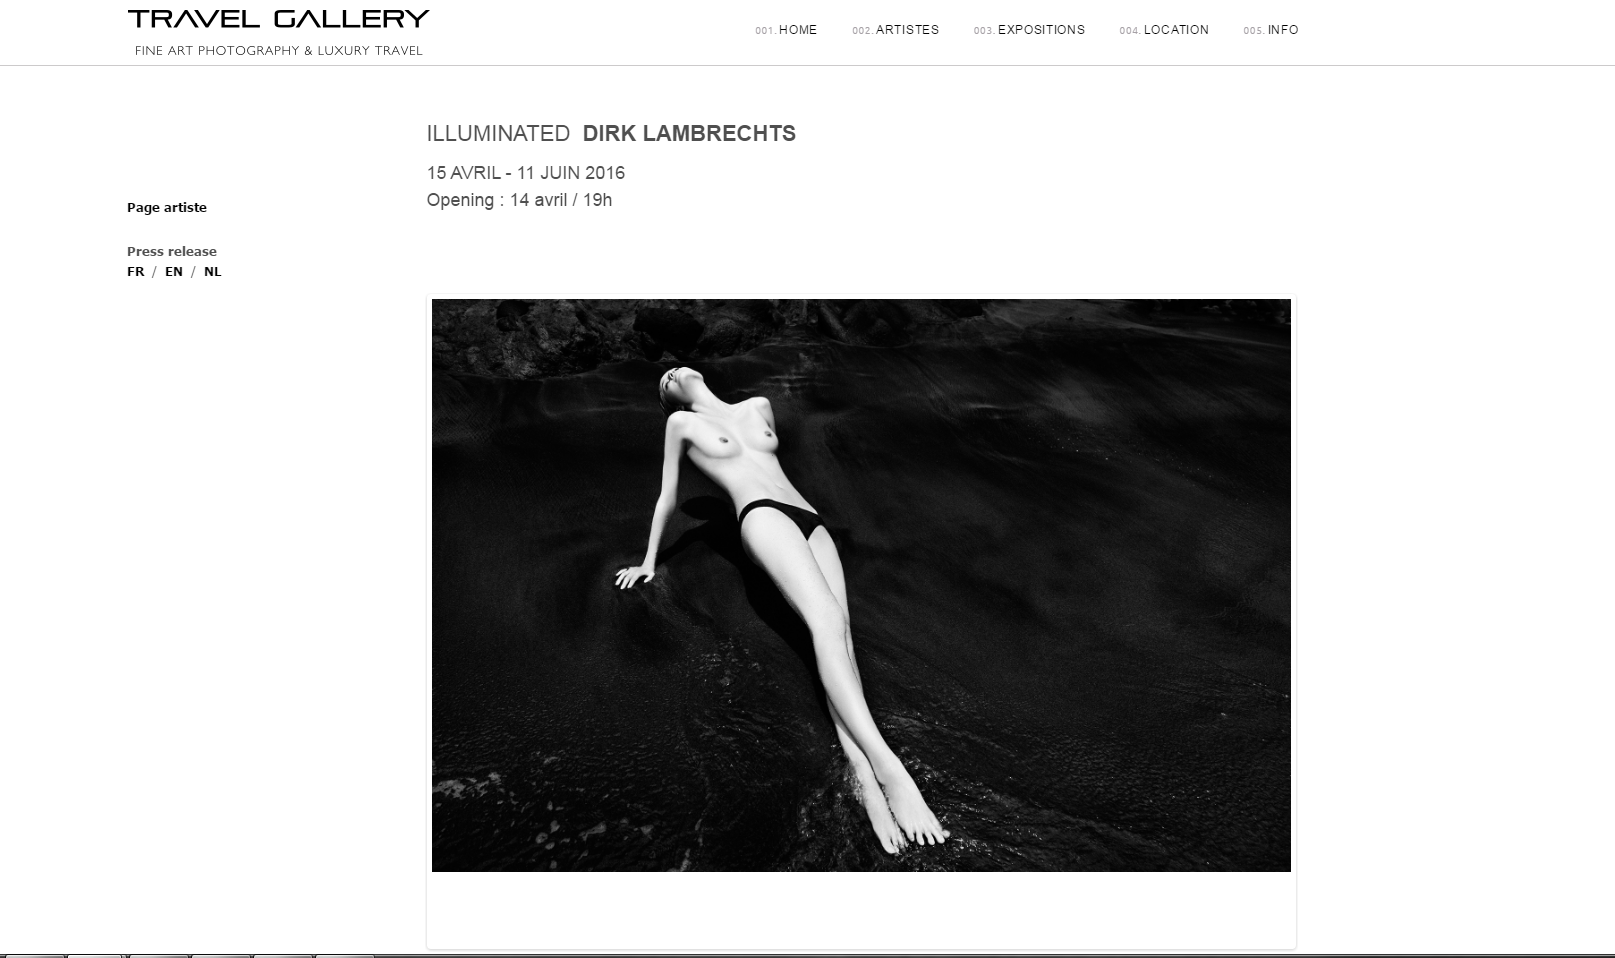 TRAVEL GALLERY
FINE ART PHOTOGRAPHY & LUXURY TRAVEL
001. HOME 002. ARTISTES 003. EXPOSITIONS 004. LOCATION 005. INFO
ILLUMINATED DIRK LAMBRECHTS
15 AVRIL - 11 JUIN 2016
Opening : 14 avril / 19h
Page artiste
Press release
FR / EN / NL